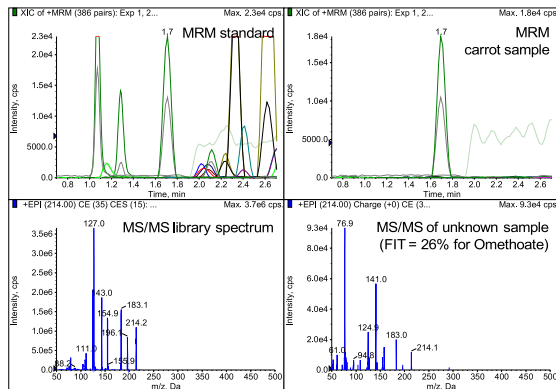 XIC of +MRM (386 pairs): Exp 1, 2... Max. 2.3e4 cps.
MRM standard
1.7
Intensity, cps
2.3e4
2.0e4
1.5e4
1.0e4
5000.0
0.0
0.8 1.0 1.2 1.4 1.6 1.8 2.0 2.2 2.4 2.6
Time, min
XIC of +MRM (386 pairs): Exp 1, 2... Max. 1.8e4 cps.
MRM
carrot sample
1.7
Intensity, cps
1.8e4
1.5e4
1.0e4
5000.0
0.0
0.8 1.0 1.2 1.4 1.6 1.8 2.0 2.2 2.4 2.6
Time, min
+EPI (214.00) CE (35) CES (15): ... Max. 3.7e6 cps.
MS/MS library spectrum
127.0
143.0
154.9
183.1
196.1
214.2
111.0
88.2
155.9
Intensity, cps
3.5e6
3.0e6
2.5e6
2.0e6
1.5e6
1.0e6
5.0e5
0.0
50 100 150 200 250 300 350 400 450 500
m/z, Da
+EPI (214.00) Charge (+0) CE (3... Max. 9.3e4 cps.
MS/MS of unknown sample
(FIT = 26% for Omethoate)
76.9
141.0
124.9
183.0
214.1
61.0
94.8
Intensity, cps
9.3e4
8.0e4
6.0e4
4.0e4
2.0e4
0.0
50 100 150 200 250 300 350 400 450 500
m/z, Da